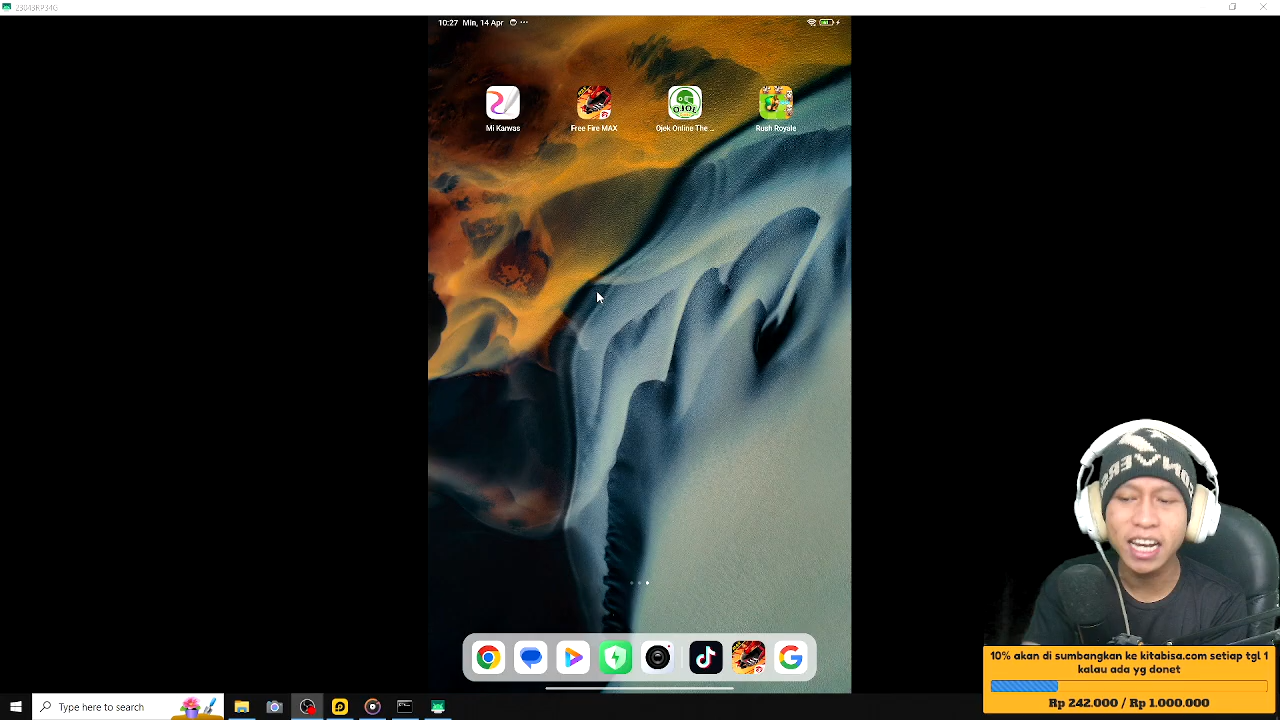 23043RP34G
10:27 Min, 14 Apr
Mi Kanvas
Free Fire MAX
Ojek Online The ...
Rush Royale
10% akan di sumbangkan ke kitabisa.com setiap tgl 1
kalau ada yg donet
Rp 242.000 / Rp 1.000.000
Type here to search